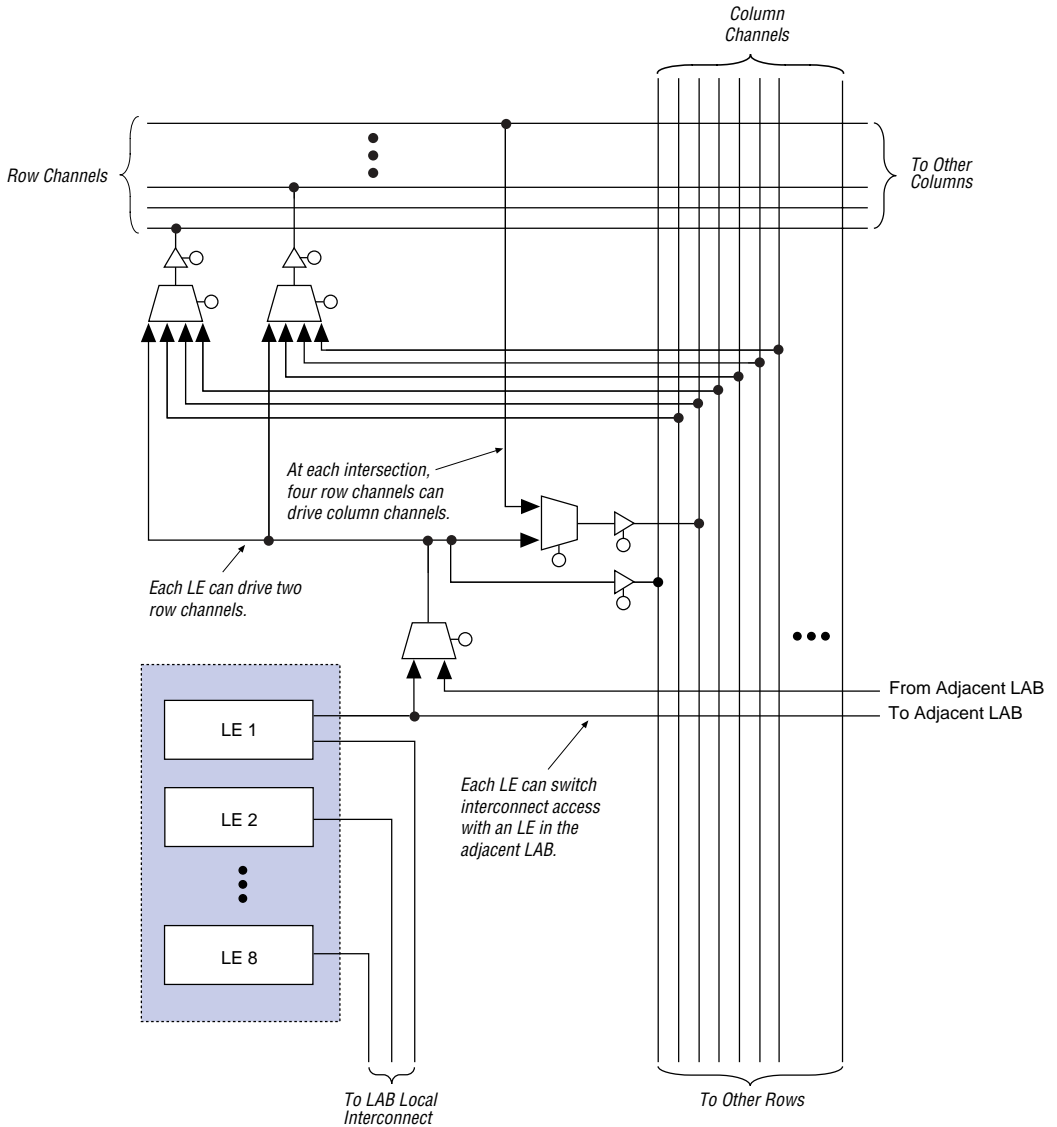 Column
Channels
Row Channels
To Other
Columns
At each intersection,
four row channels can
drive column channels.
Each LE can drive two
row channels.
From Adjacent LAB
To Adjacent LAB
LE 1
Each LE can switch
interconnect access
with an LE in the
adjacent LAB.
LE 2
LE 8
To LAB Local
Interconnect
To Other Rows